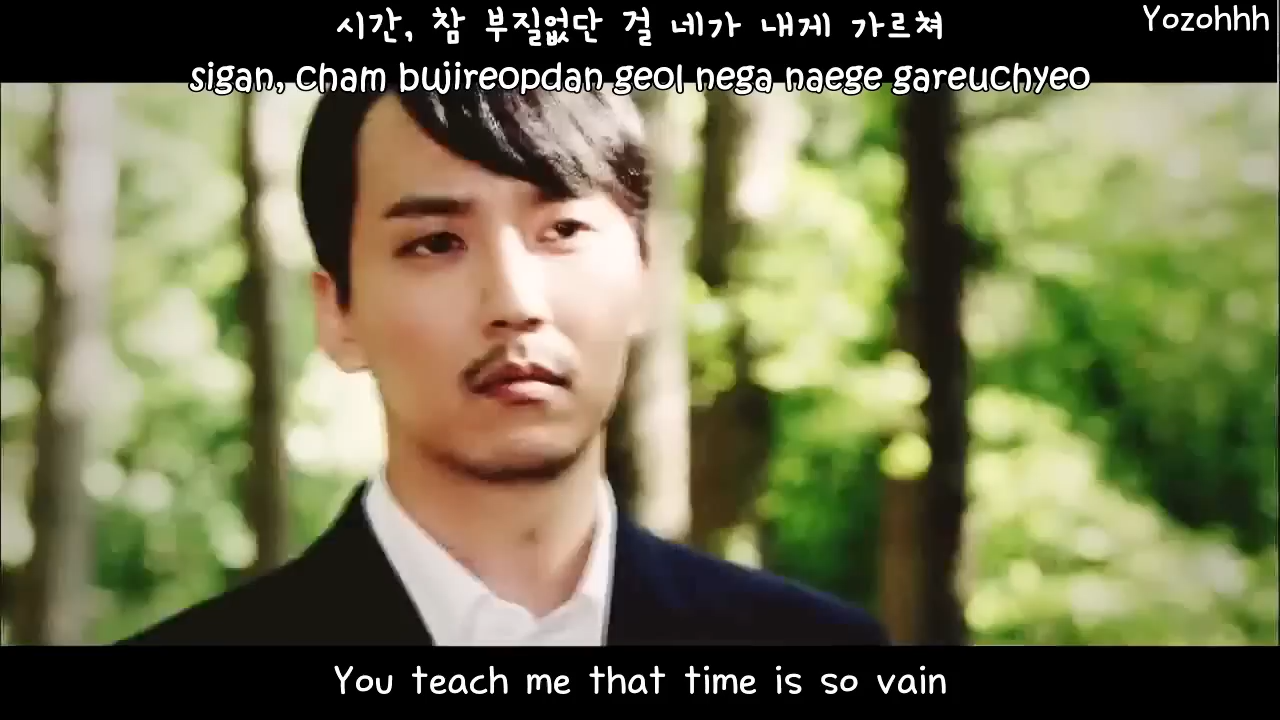 시간, 참 부질없단 걸 네가 내게 가르쳐
Yozohhh
sigan, cham bujireopdan geol nega naege gareuchyeo
You teach me that time is so vain